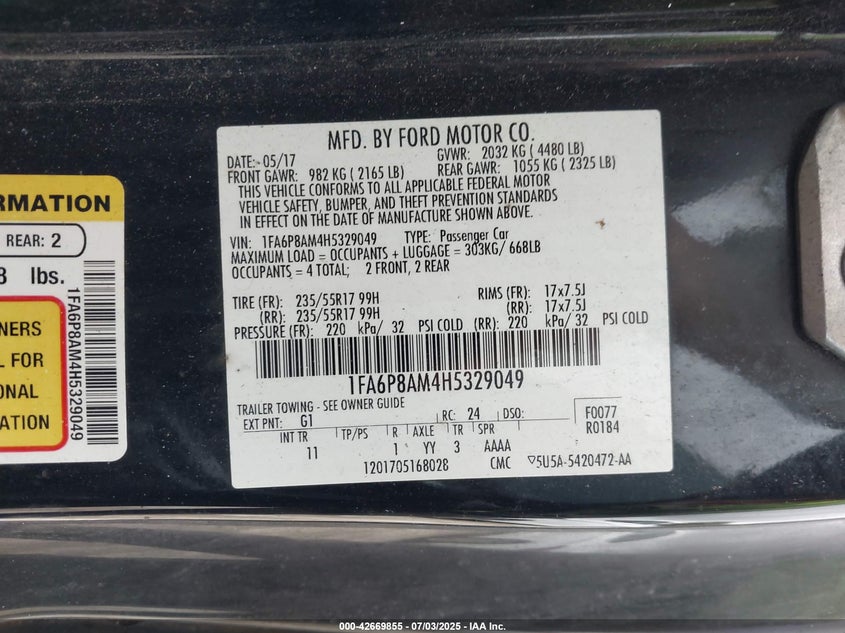 RMATION
REAR: 2
8 lbs.
NERS
L FOR
ONAL
ATION
1FA6P8AM4H5329049
MFD. BY FORD MOTOR CO.
DATE: 05/17 GVWR: 2032 KG ( 4480 LB)
FRONT GAWR: 982 KG ( 2165 LB) REAR GAWR: 1055 KG ( 2325 LB)
THIS VEHICLE CONFORMS TO ALL APPLICABLE FEDERAL MOTOR
VEHICLE SAFETY, BUMPER, AND THEFT PREVENTION STANDARDS
IN EFFECT ON THE DATE OF MANUFACTURE SHOWN ABOVE.
VIN: 1FA6P8AM4H5329049 TYPE: Passenger Car
MAXIMUM LOAD = OCCUPANTS + LUGGAGE = 303KG/ 668LB
OCCUPANTS = 4 TOTAL; 2 FRONT, 2 REAR
TIRE (FR): 235/55R17 99H RIMS (FR): 17x7.5J
(RR): 235/55R17 99H (RR): 17x7.5J
PRESSURE (FR): 220 kPa/ 32 PSI COLD (RR): 220 kPa/ 32 PSI COLD
1FA6P8AM4H5329049
TRAILER TOWING - SEE OWNER GUIDE
EXT PNT: G1 RC: 24 DSO: F0077
R0184
INT TR TP/PS R AXLE TR SPR
11 1 YY 3 AAAA
1201705168028 CMC 5U5A-5420472-AA
000-42669855 / 07/03/2025 - IAA Inc.